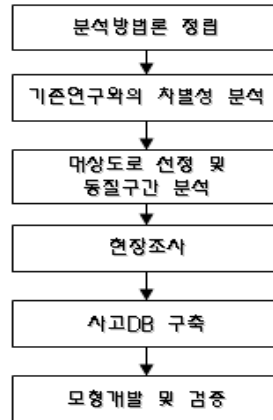 분석방법론 정립
기존연구와의 차별성 분석
대상도로 선정 및
동질구간 분석
현장조사
사고DB 구축
모형개발 및 검증